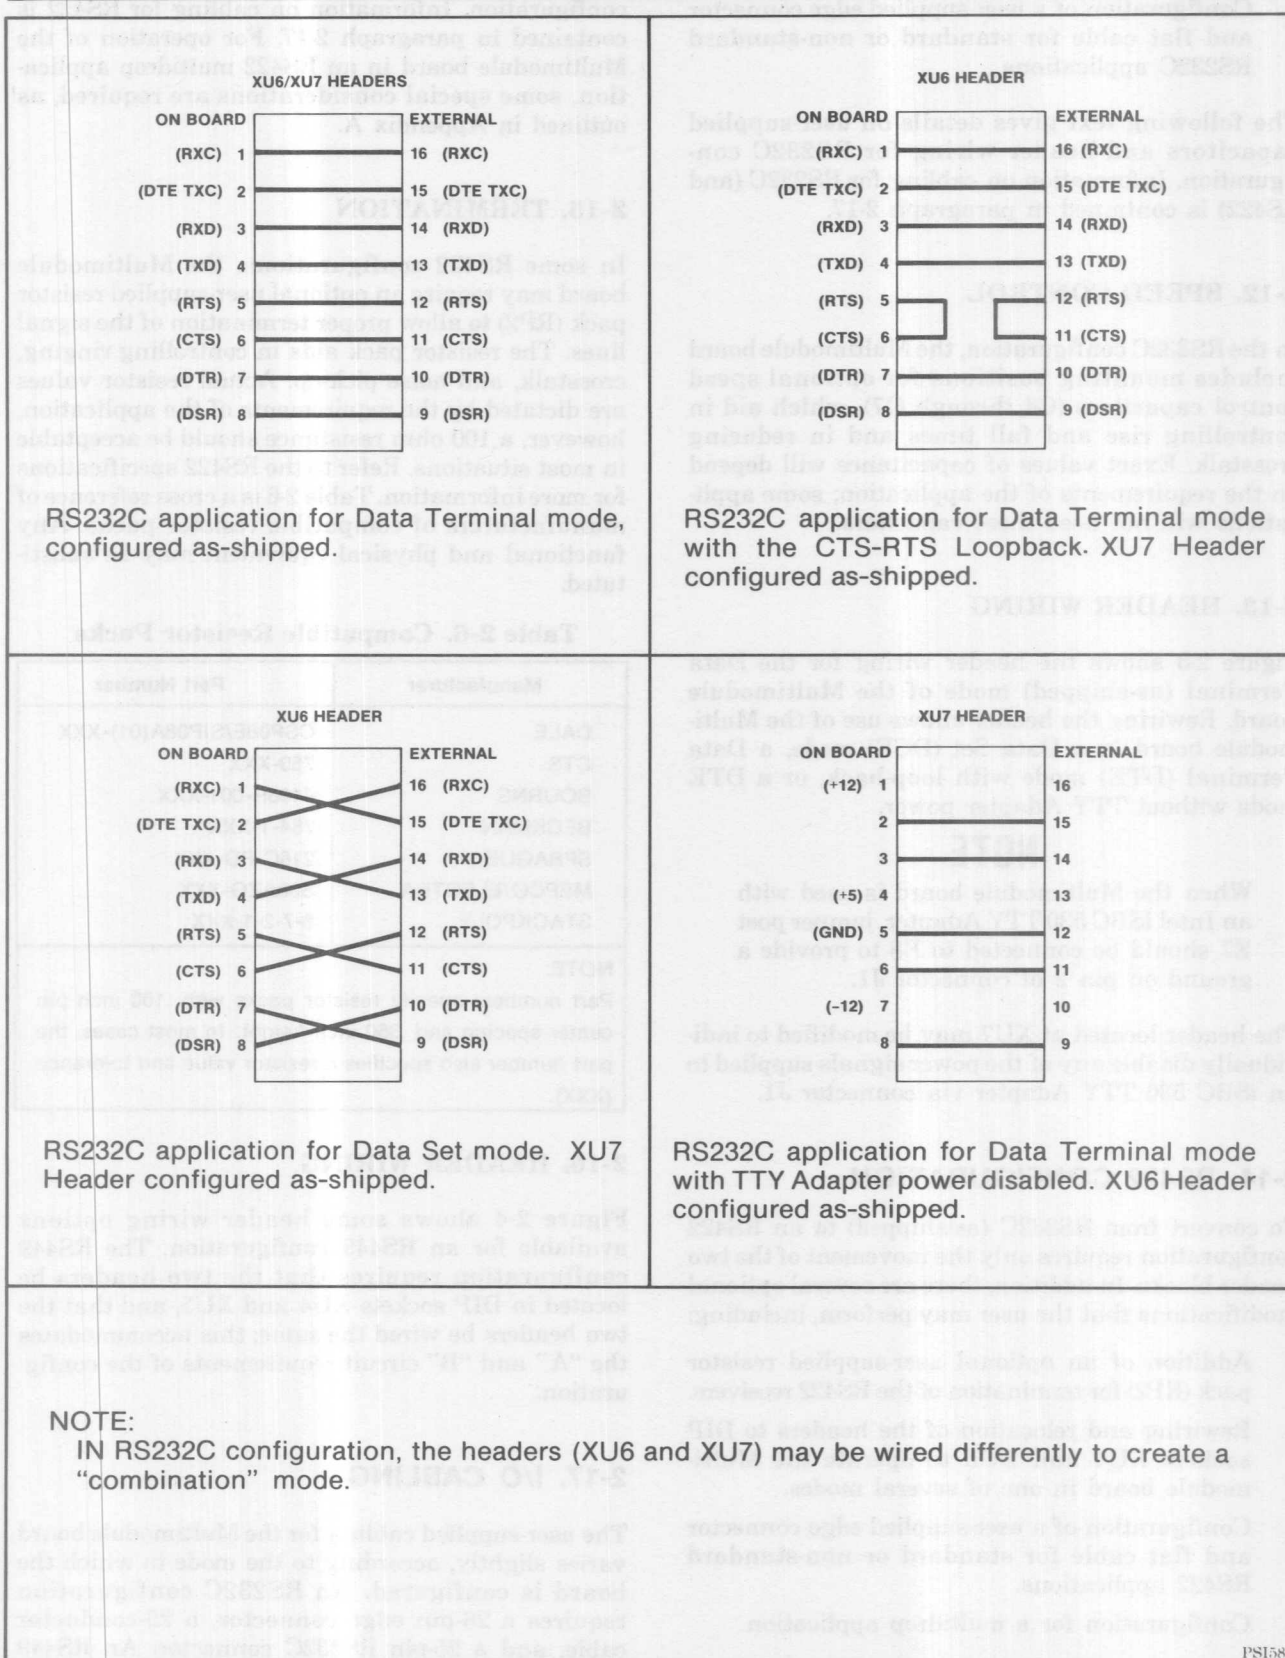 XU6/XU7 HEADERS
ON BOARD EXTERNAL
(RXC) 1 16 (RXC)
(DTE TXC) 2 15 (DTE TXC)
(RXD) 3 14 (RXD)
(TXD) 4 13 (TXD)
(RTS) 5 12 (RTS)
(CTS) 6 11 (CTS)
(DTR) 7 10 (DTR)
(DSR) 8 9 (DSR)
RS232C application for Data Terminal mode,
configured as-shipped.
XU6 HEADER
ON BOARD EXTERNAL
(RXC) 1 16 (RXC)
(DTE TXC) 2 15 (DTE TXC)
(RXD) 3 14 (RXD)
(TXD) 4 13 (TXD)
(RTS) 5 12 (RTS)
(CTS) 6 11 (CTS)
(DTR) 7 10 (DTR)
(DSR) 8 9 (DSR)
RS232C application for Data Terminal mode
with the CTS-RTS Loopback. XU7 Header
configured as-shipped.
XU6 HEADER
ON BOARD EXTERNAL
(RXC) 1 16 (RXC)
(DTE TXC) 2 15 (DTE TXC)
(RXD) 3 14 (RXD)
(TXD) 4 13 (TXD)
(RTS) 5 12 (RTS)
(CTS) 6 11 (CTS)
(DTR) 7 10 (DTR)
(DSR) 8 9 (DSR)
RS232C application for Data Set mode. XU7
Header configured as-shipped.
XU7 HEADER
ON BOARD EXTERNAL
(+12) 1 16
2 15
3 14
(+5) 4 13
(GND) 5 12
6 11
(-12) 7 10
8 9
RS232C application for Data Terminal mode
with TTY Adapter power disabled. XU6 Header
configured as-shipped.
NOTE:
IN RS232C configuration, the headers (XU6 and XU7) may be wired differently to create a
“combination” mode.
PSI58